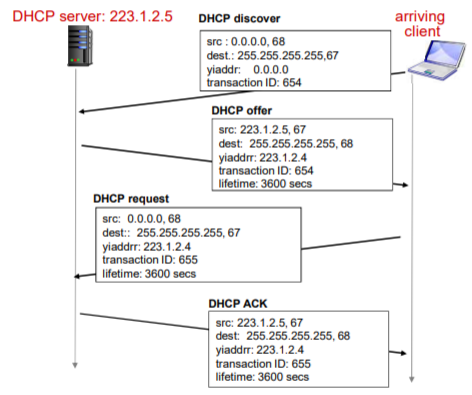 DHCP server: 223.1.2.5
arriving
client
DHCP discover
src : 0.0.0.0, 68
dest.: 255.255.255.255,67
yiaddr: 0.0.0.0
transaction ID: 654
DHCP offer
src: 223.1.2.5, 67
dest: 255.255.255.255, 68
yiaddrr: 223.1.2.4
transaction ID: 654
lifetime: 3600 secs
DHCP request
src: 0.0.0.0, 68
dest:: 255.255.255.255, 67
yiaddrr: 223.1.2.4
transaction ID: 655
lifetime: 3600 secs
DHCP ACK
src: 223.1.2.5, 67
dest: 255.255.255.255, 68
yiaddrr: 223.1.2.4
transaction ID: 655
lifetime: 3600 secs